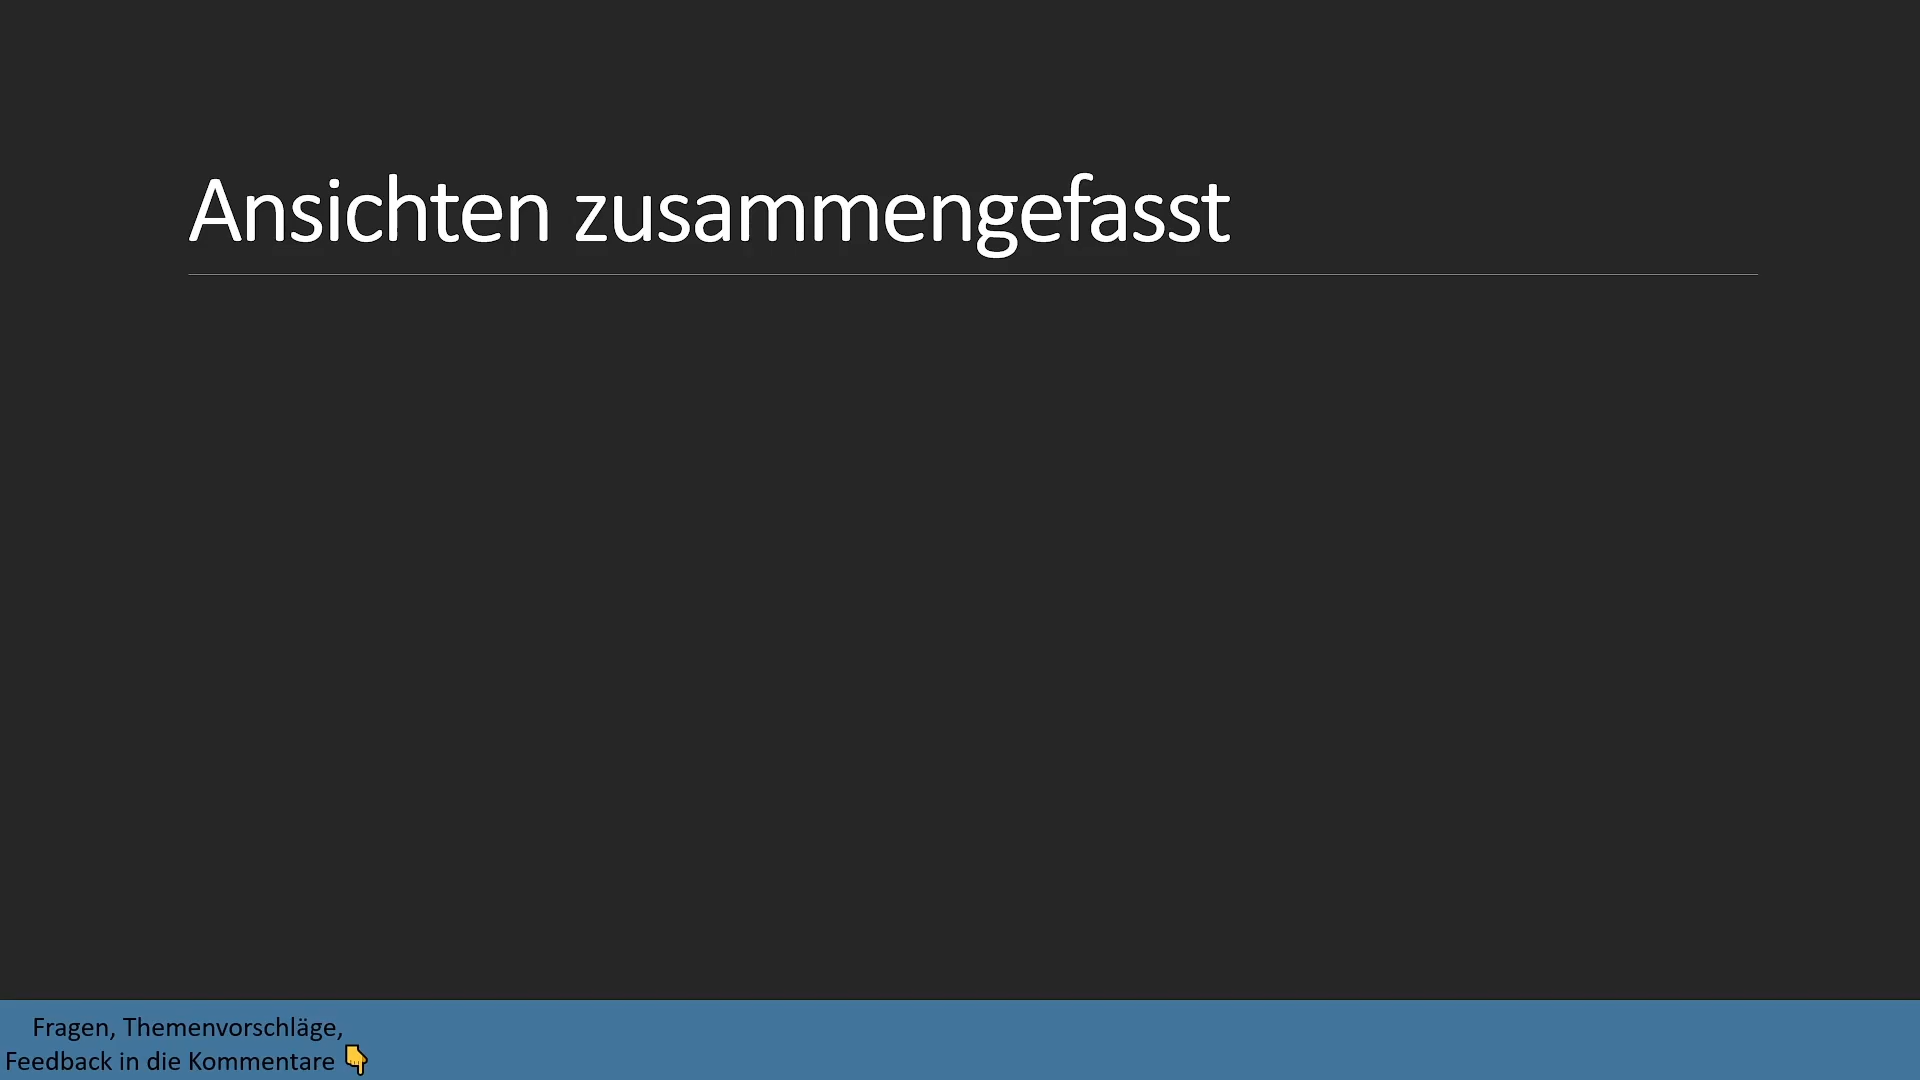 Ansichten zusammengefasst
Fragen, Themenvorschläge,
Feedback in die Kommentare 👇